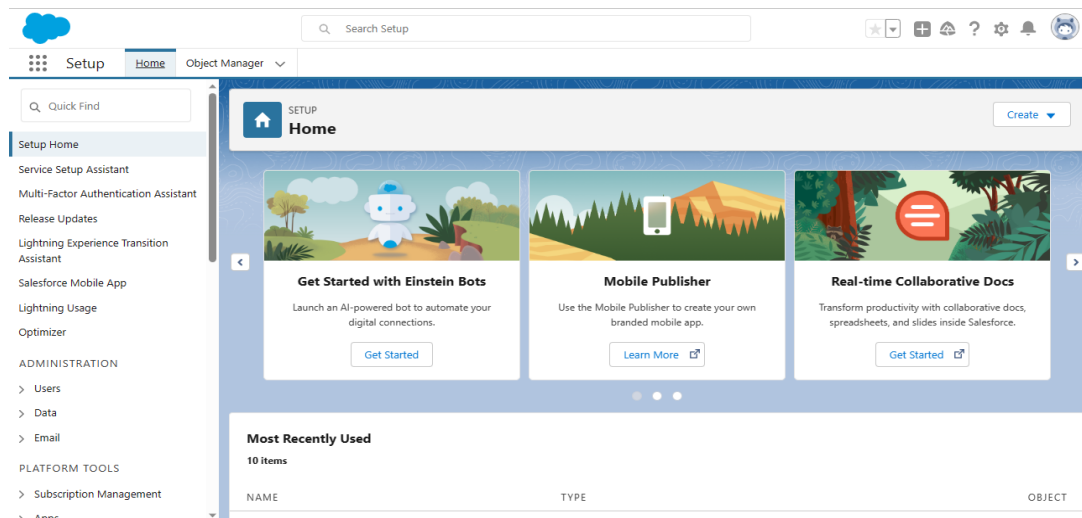 Search Setup
?
Setup
Home
Object Manager
Quick Find
Setup Home
Service Setup Assistant
Multi-Factor Authentication Assistant
Release Updates
Lightning Experience Transition
Assistant
Salesforce Mobile App
Lightning Usage
Optimizer
ADMINISTRATION
Users
Data
Email
PLATFORM TOOLS
Subscription Management
Apps
SETUP
Home
Create
Get Started with Einstein Bots
Launch an AI-powered bot to automate your
digital connections.
Get Started
Mobile Publisher
Use the Mobile Publisher to create your own
branded mobile app.
Learn More
Real-time Collaborative Docs
Transform productivity with collaborative docs,
spreadsheets, and slides inside Salesforce.
Get Started
Most Recently Used
10 items
NAME
TYPE
OBJECT